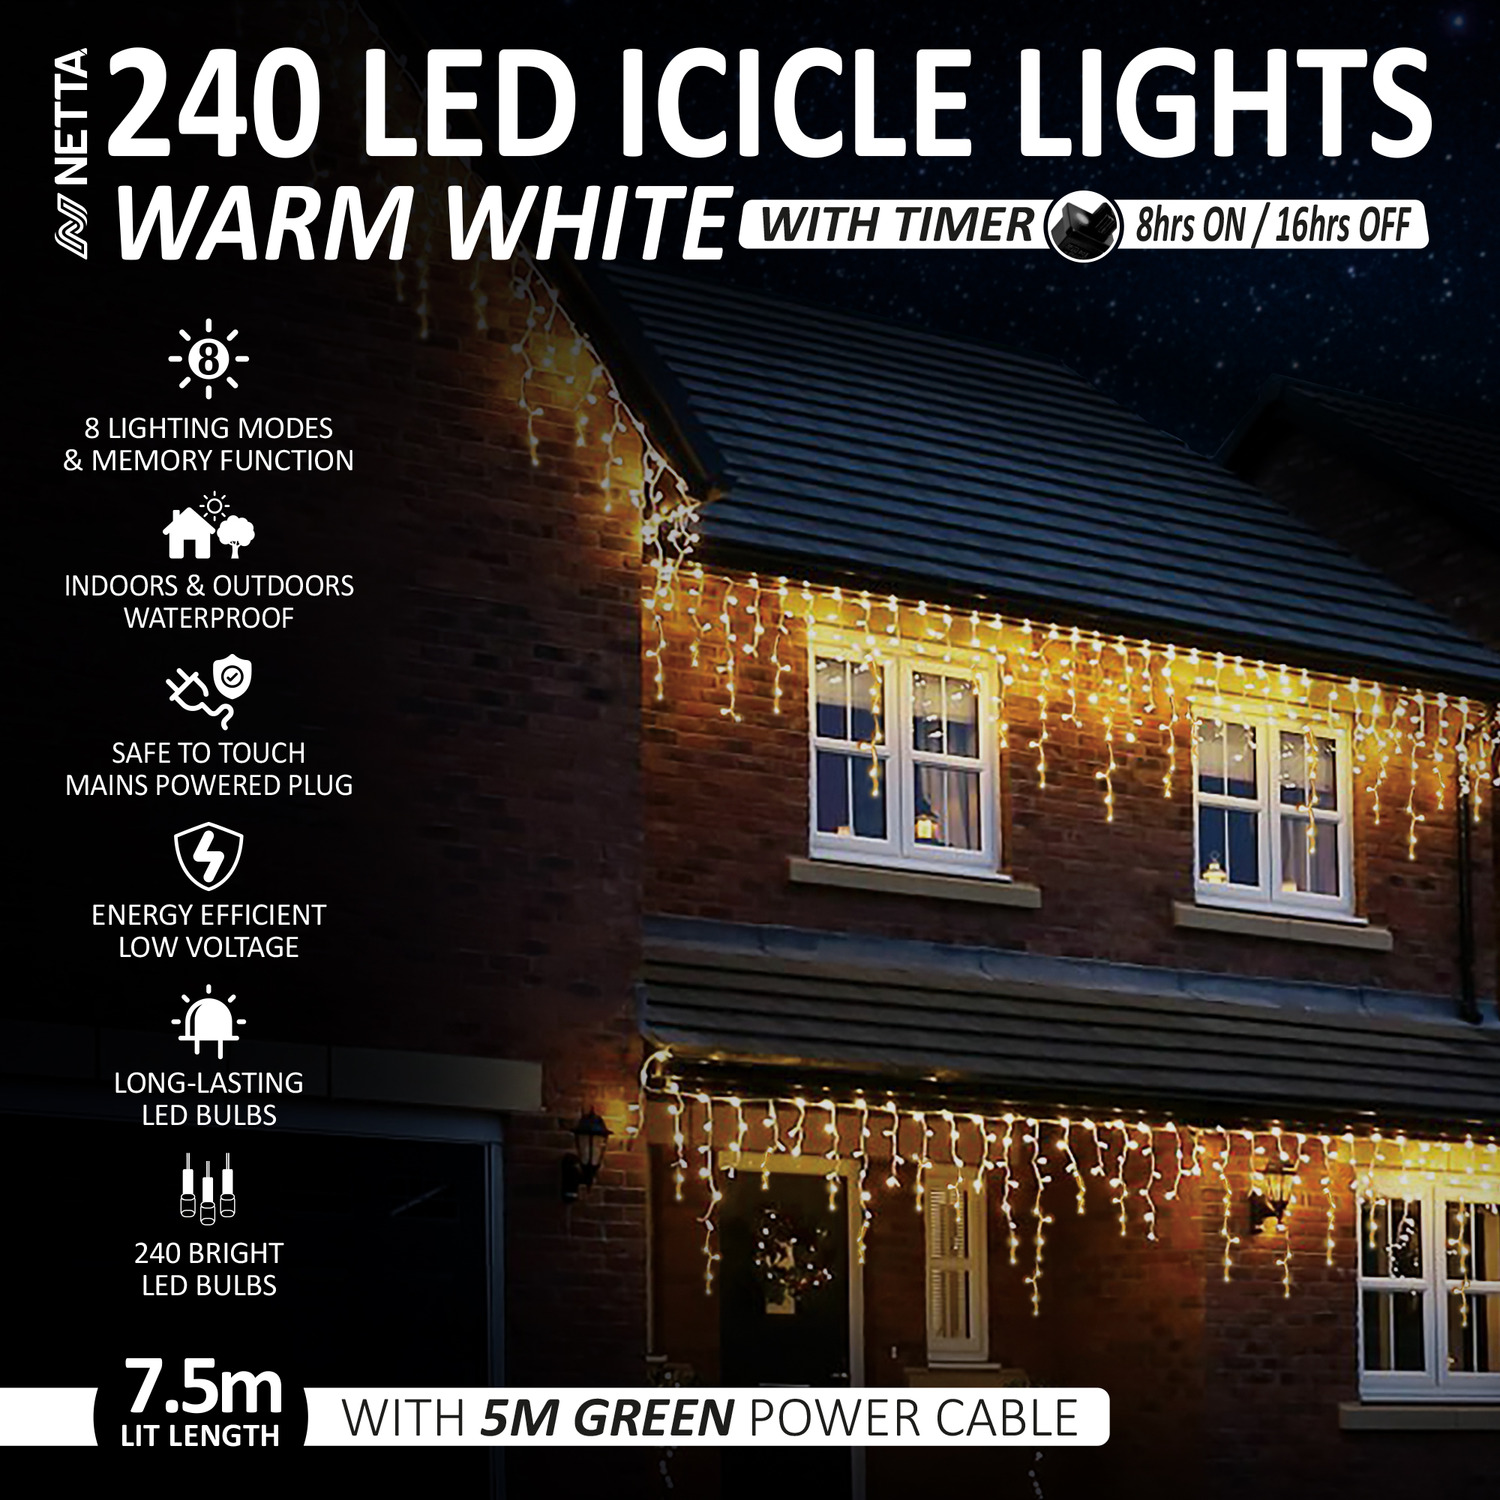 NETTA
240 LED ICICLE LIGHTS
WARM WHITE WITH TIMER 8hrs ON / 16hrs OFF
8
8 LIGHTING MODES
& MEMORY FUNCTION
INDOORS & OUTDOORS
WATERPROOF
SAFE TO TOUCH
MAINS POWERED PLUG
ENERGY EFFICIENT
LOW VOLTAGE
LONG-LASTING
LED BULBS
240 BRIGHT
LED BULBS
7.5m
LIT LENGTH
WITH 5M GREEN POWER CABLE